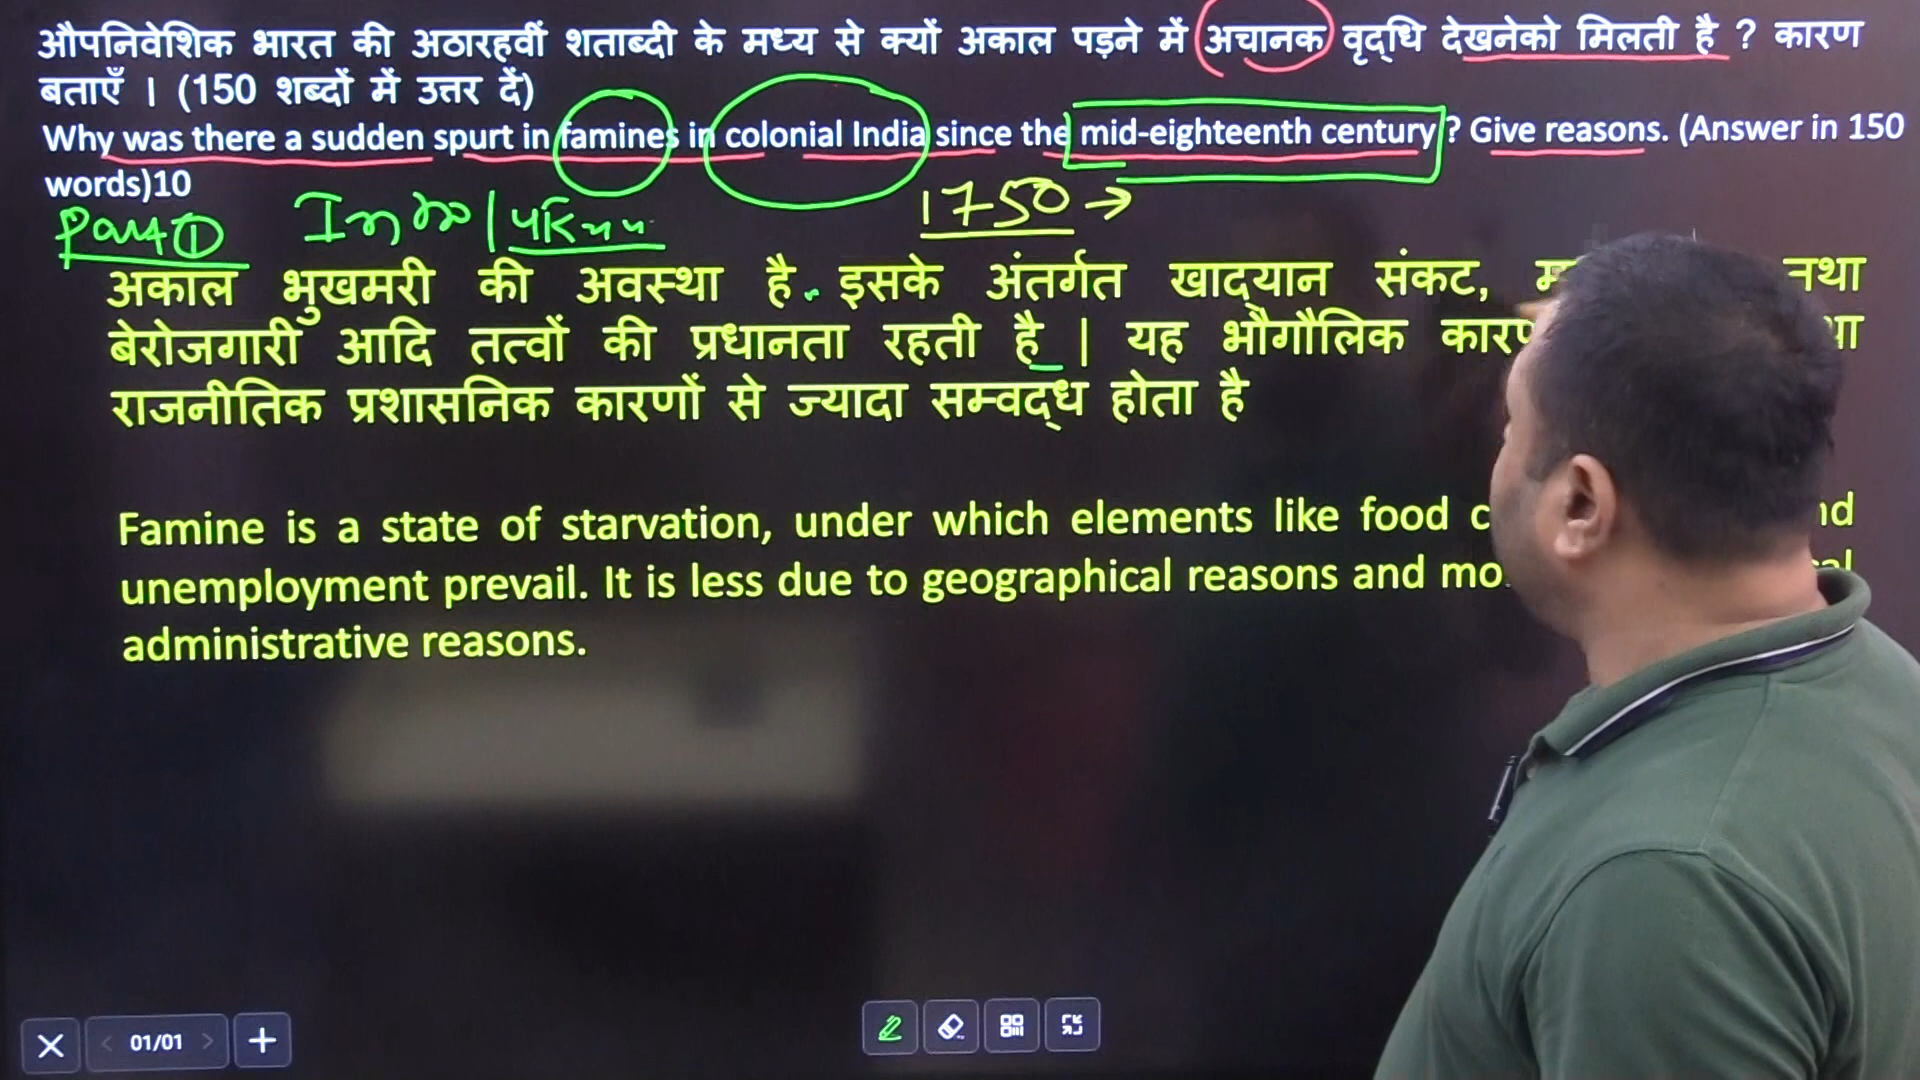 औपनिवेशिक भारत की अठारहवीं शताब्दी के मध्य से क्यों अकाल पड़ने में अचानक वृद्धि देखनेको मिलती है ? कारण
बताएँ । (150 शब्दों में उत्तर दें)
Why was there a sudden spurt in famines in colonial India since the mid-eighteenth century? Give reasons. (Answer in 150
words)10
Part ① Intro |
1750 →
अकाल भुखमरी की अवस्था है. इसके अंतर्गत खाद्यान संकट, तथा
बेरोजगारी आदि तत्वों की प्रधानता रहती है | यह भौगौलिक
राजनीतिक प्रशासनिक कारणों से ज्यादा सम्वद्ध होता है
Famine is a state of starvation, under which elements like food
unemployment prevail. It is less due to geographical reasons and
administrative reasons.
01/01